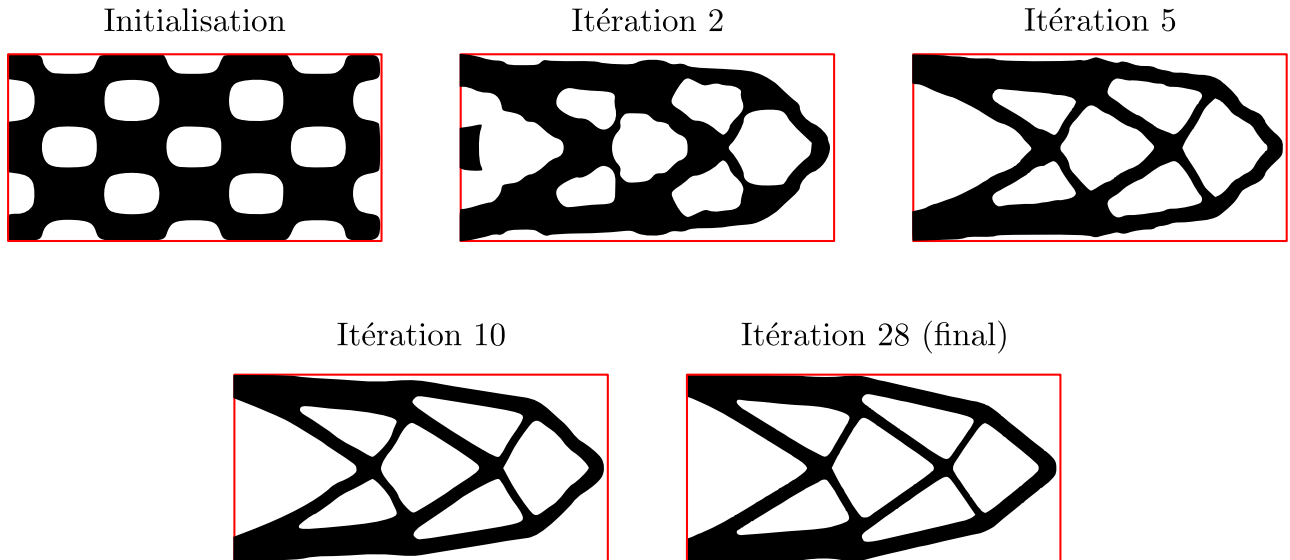 Initialisation
Itération 2
Itération 5
Itération 10
Itération 28 (final)